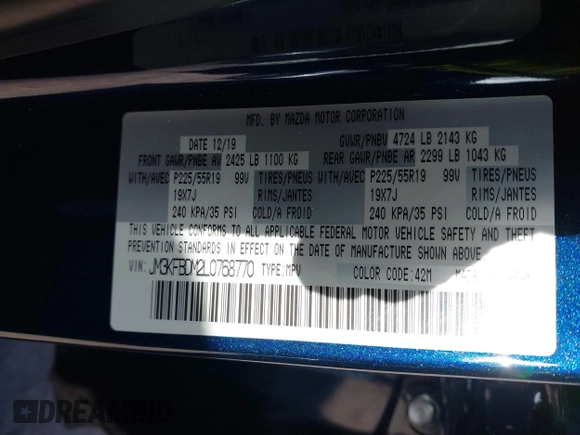 MFD. BY MAZDA MOTOR CORPORATION
DATE 12/19 GVWR/PNBV 4724 LB 2143 KG
FRONT GAWR/PNBE AV 2425 LB 1100 KG REAR GAWR/PNBE AR 2299 LB 1043 KG
WITH/AVEC P225/55R19 99V TIRES/PNEUS WITH/AVEC P225/55R19 99V TIRES/PNEUS
19X7J RIMS/JANTES 19X7J RIMS/JANTES
240 KPA/35 PSI COLD/A FROID 240 KPA/35 PSI COLD/A FROID
THIS VEHICLE CONFORMS TO ALL APPLICABLE FEDERAL MOTOR VEHICLE SAFETY AND THEFT
PREVENTION STANDARDS IN EFFECT ON THE DATE OF MANUFACTURE SHOWN ABOVE.
VIN: JM3KFBDM2L0768770 TYPE:MPV COLOR CODE:42M
DREAMBID